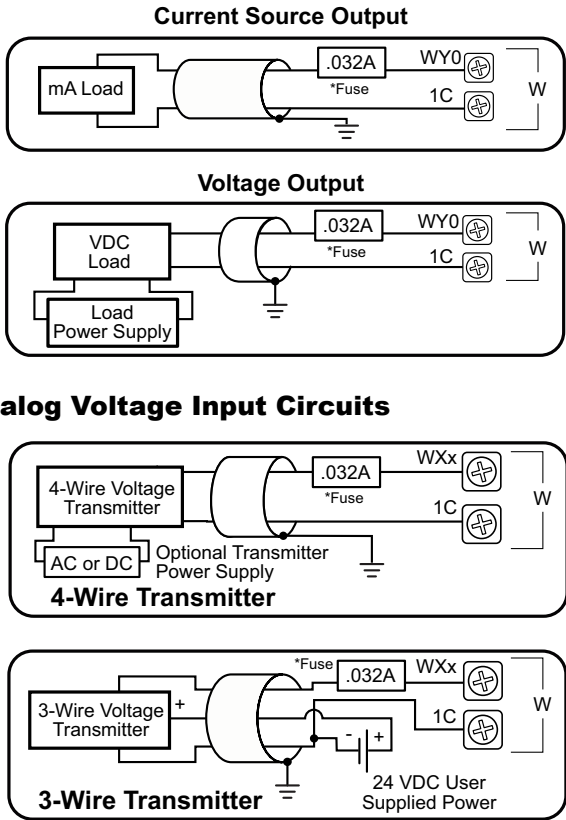 Current Source Output
mA Load
.032A
*Fuse
WY0
1C
W
Voltage Output
VDC
Load
Load
Power Supply
.032A
*Fuse
WY0
1C
W
alog Voltage Input Circuits
4-Wire Voltage
Transmitter
AC or DC
Optional Transmitter
Power Supply
4-Wire Transmitter
.032A
*Fuse
WXx
1C
W
3-Wire Voltage
Transmitter
+
*Fuse
.032A
WXx
1C
W
- +
24 VDC User
Supplied Power
3-Wire Transmitter